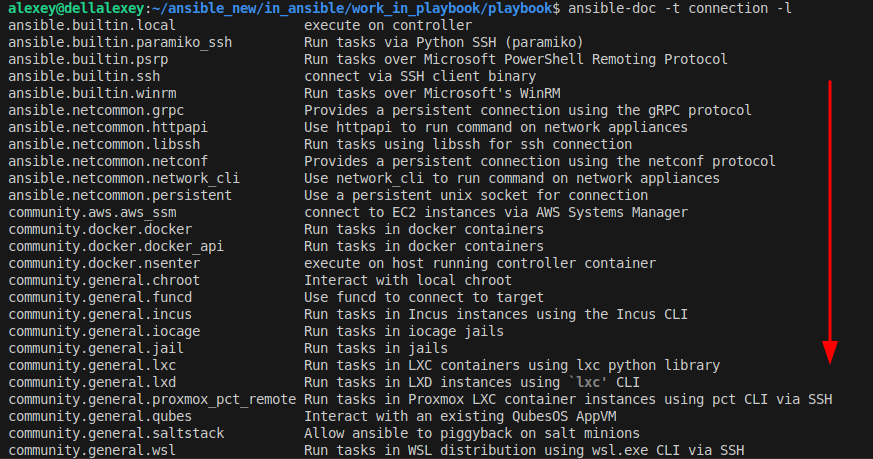 alexey@dellalexey:~/ansible_new/in_ansible/work_in_playbook/playbook$ ansible-doc -t connection -l
ansible.builtin.local execute on controller
ansible.builtin.paramiko_ssh Run tasks via Python SSH (paramiko)
ansible.builtin.psrp Run tasks over Microsoft PowerShell Remoting Protocol
ansible.builtin.ssh connect via SSH client binary
ansible.builtin.winrm Run tasks over Microsoft's WinRM
ansible.netcommon.grpc Provides a persistent connection using the gRPC protocol
ansible.netcommon.httpapi Use httpapi to run command on network appliances
ansible.netcommon.libssh Run tasks using libssh for ssh connection
ansible.netcommon.netconf Provides a persistent connection using the netconf protocol
ansible.netcommon.network_cli Use network_cli to run command on network appliances
ansible.netcommon.persistent Use a persistent unix socket for connection
community.aws.aws_ssm connect to EC2 instances via AWS Systems Manager
community.docker.docker Run tasks in docker containers
community.docker.docker_api Run tasks in docker containers
community.docker.nsenter execute on host running controller container
community.general.chroot Interact with local chroot
community.general.funcd Use funcd to connect to target
community.general.incus Run tasks in Incus instances using the Incus CLI
community.general.iocage Run tasks in iocage jails
community.general.jail Run tasks in jails
community.general.lxc Run tasks in LXC containers using lxc python library
community.general.lxd Run tasks in LXD instances using `lxc' CLI
community.general.proxmox_pct_remote Run tasks in Proxmox LXC container instances using pct CLI via SSH
community.general.qubes Interact with an existing QubesOS AppVM
community.general.saltstack Allow ansible to piggyback on salt minions
community.general.wsl Run tasks in WSL distribution using wsl.exe CLI via SSH